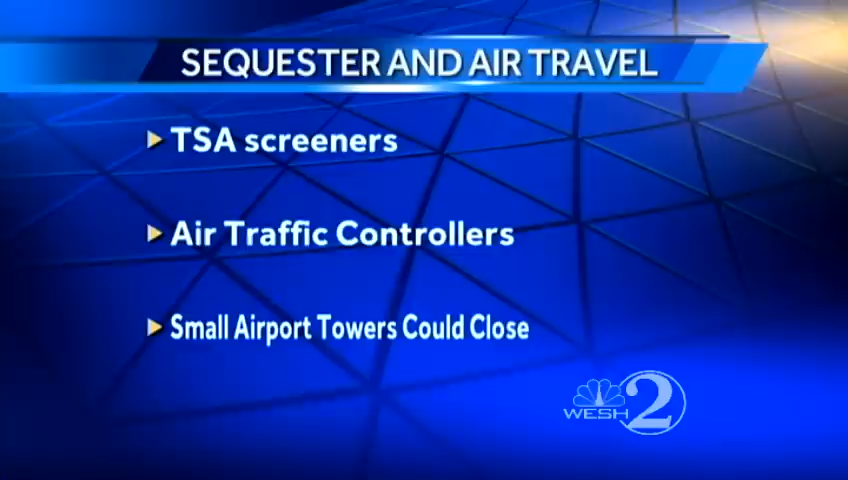 SEQUESTER AND AIR TRAVEL
TSA screeners
Air Traffic Controllers
Small Airport Towers Could Close
WESH 2